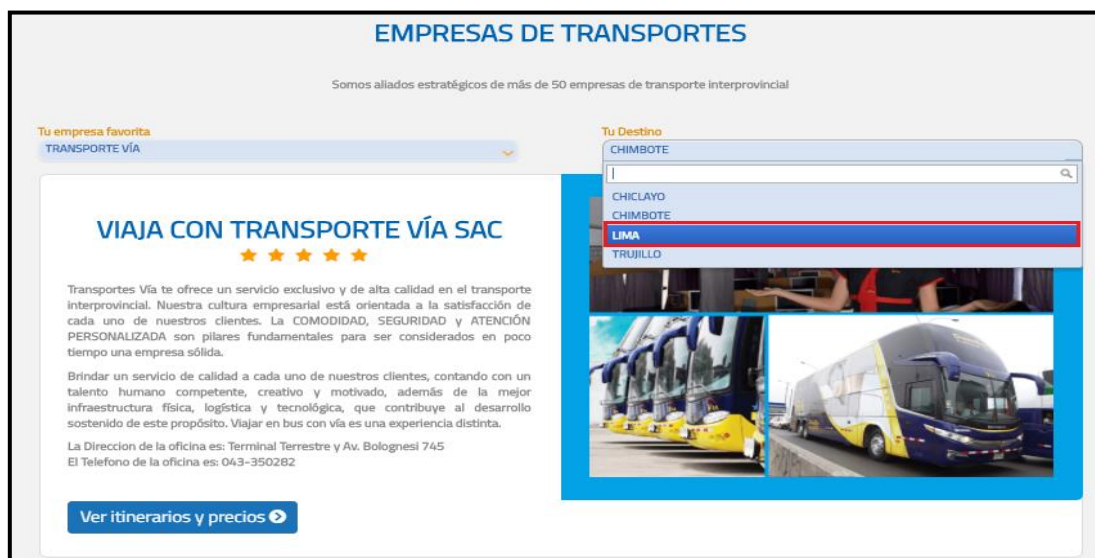 EMPRESAS DE TRANSPORTES
Somos aliados estratégicos de más de 50 empresas de transporte interprovincial
Tu empresa favorita
TRANSPORTE VÍA
Tu Destino
CHIMBOTE
CHICLAYO
CHIMBOTE
LIMA
TRUJILLO
VIAJA CON TRANSPORTE VÍA SAC
Transportes Vía te ofrece un servicio exclusivo y de alta calidad en el transporte
interprovincial. Nuestra cultura empresarial está orientada a la satisfacción de
cada uno de nuestros clientes. La COMODIDAD, SEGURIDAD y ATENCIÓN
PERSONALIZADA son pilares fundamentales para ser considerados en poco
tiempo una empresa sólida.
Brindar un servicio de calidad a cada uno de nuestros clientes, contando con un
talento humano competente, creativo y motivado, además de la mejor
infraestructura física, logística y tecnológica, que contribuye al desarrollo
sostenido de este propósito. Viajar en bus con vía es una experiencia distinta.
La Direccion de la oficina es: Terminal Terrestre y Av. Bolognesi 745
El Telefono de la oficina es: 043-350282
Ver itinerarios y precios